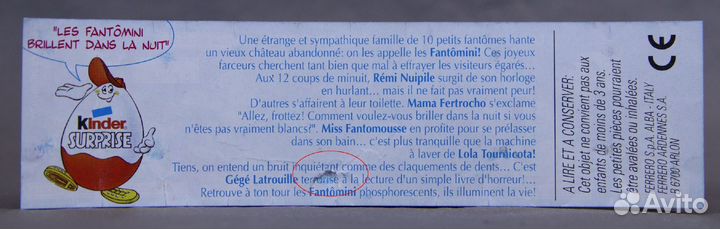 "LES FANTÔMINI
BRILLENT DANS LA NUIT"
Kinder
SURPRISE
Une étrange et sympathique famille de 10 petits fantômes hante
un vieux château abandonné: on les appelle les Fantômini! Ces joyeux
farceurs cherchent tant bien que mal à effrayer les visiteurs égarés...
Aux 12 coups de minuit, Rémi Nuipile surgit de son horloge
en hurlant... mais il ne fait pas vraiment peur!
D'autres s'affairent à leur toilette. Mama Fertrocho s'exclame
"Allez, frottez! Comment voulez-vous briller dans la nuit si vous
n'êtes pas vraiment blancs?". Miss Fantomousse en profite pour se prélasser
dans son bain... c'est plus tranquille que la machine
à laver de Lola Tournicota!
Tiens, on entend un bruit inquiétant comme des claquements de dents... C'est
Gégé Latrouille terrorisé à la lecture d'un simple livre d'horreur!...
Retrouve à ton tour les Fantômini phosphorescents, ils illuminent la vie!
A LIRE ET A CONSERVER:
Cet objet ne convient pas aux
enfants de moins de 3 ans.
Les petites pièces pourraient
être avalées ou inhalées.
FERRERO S.p.A. ALBA - ITALY
FERRERO ARDENNES S.A.
B 6700 ARLON
CE
Avito